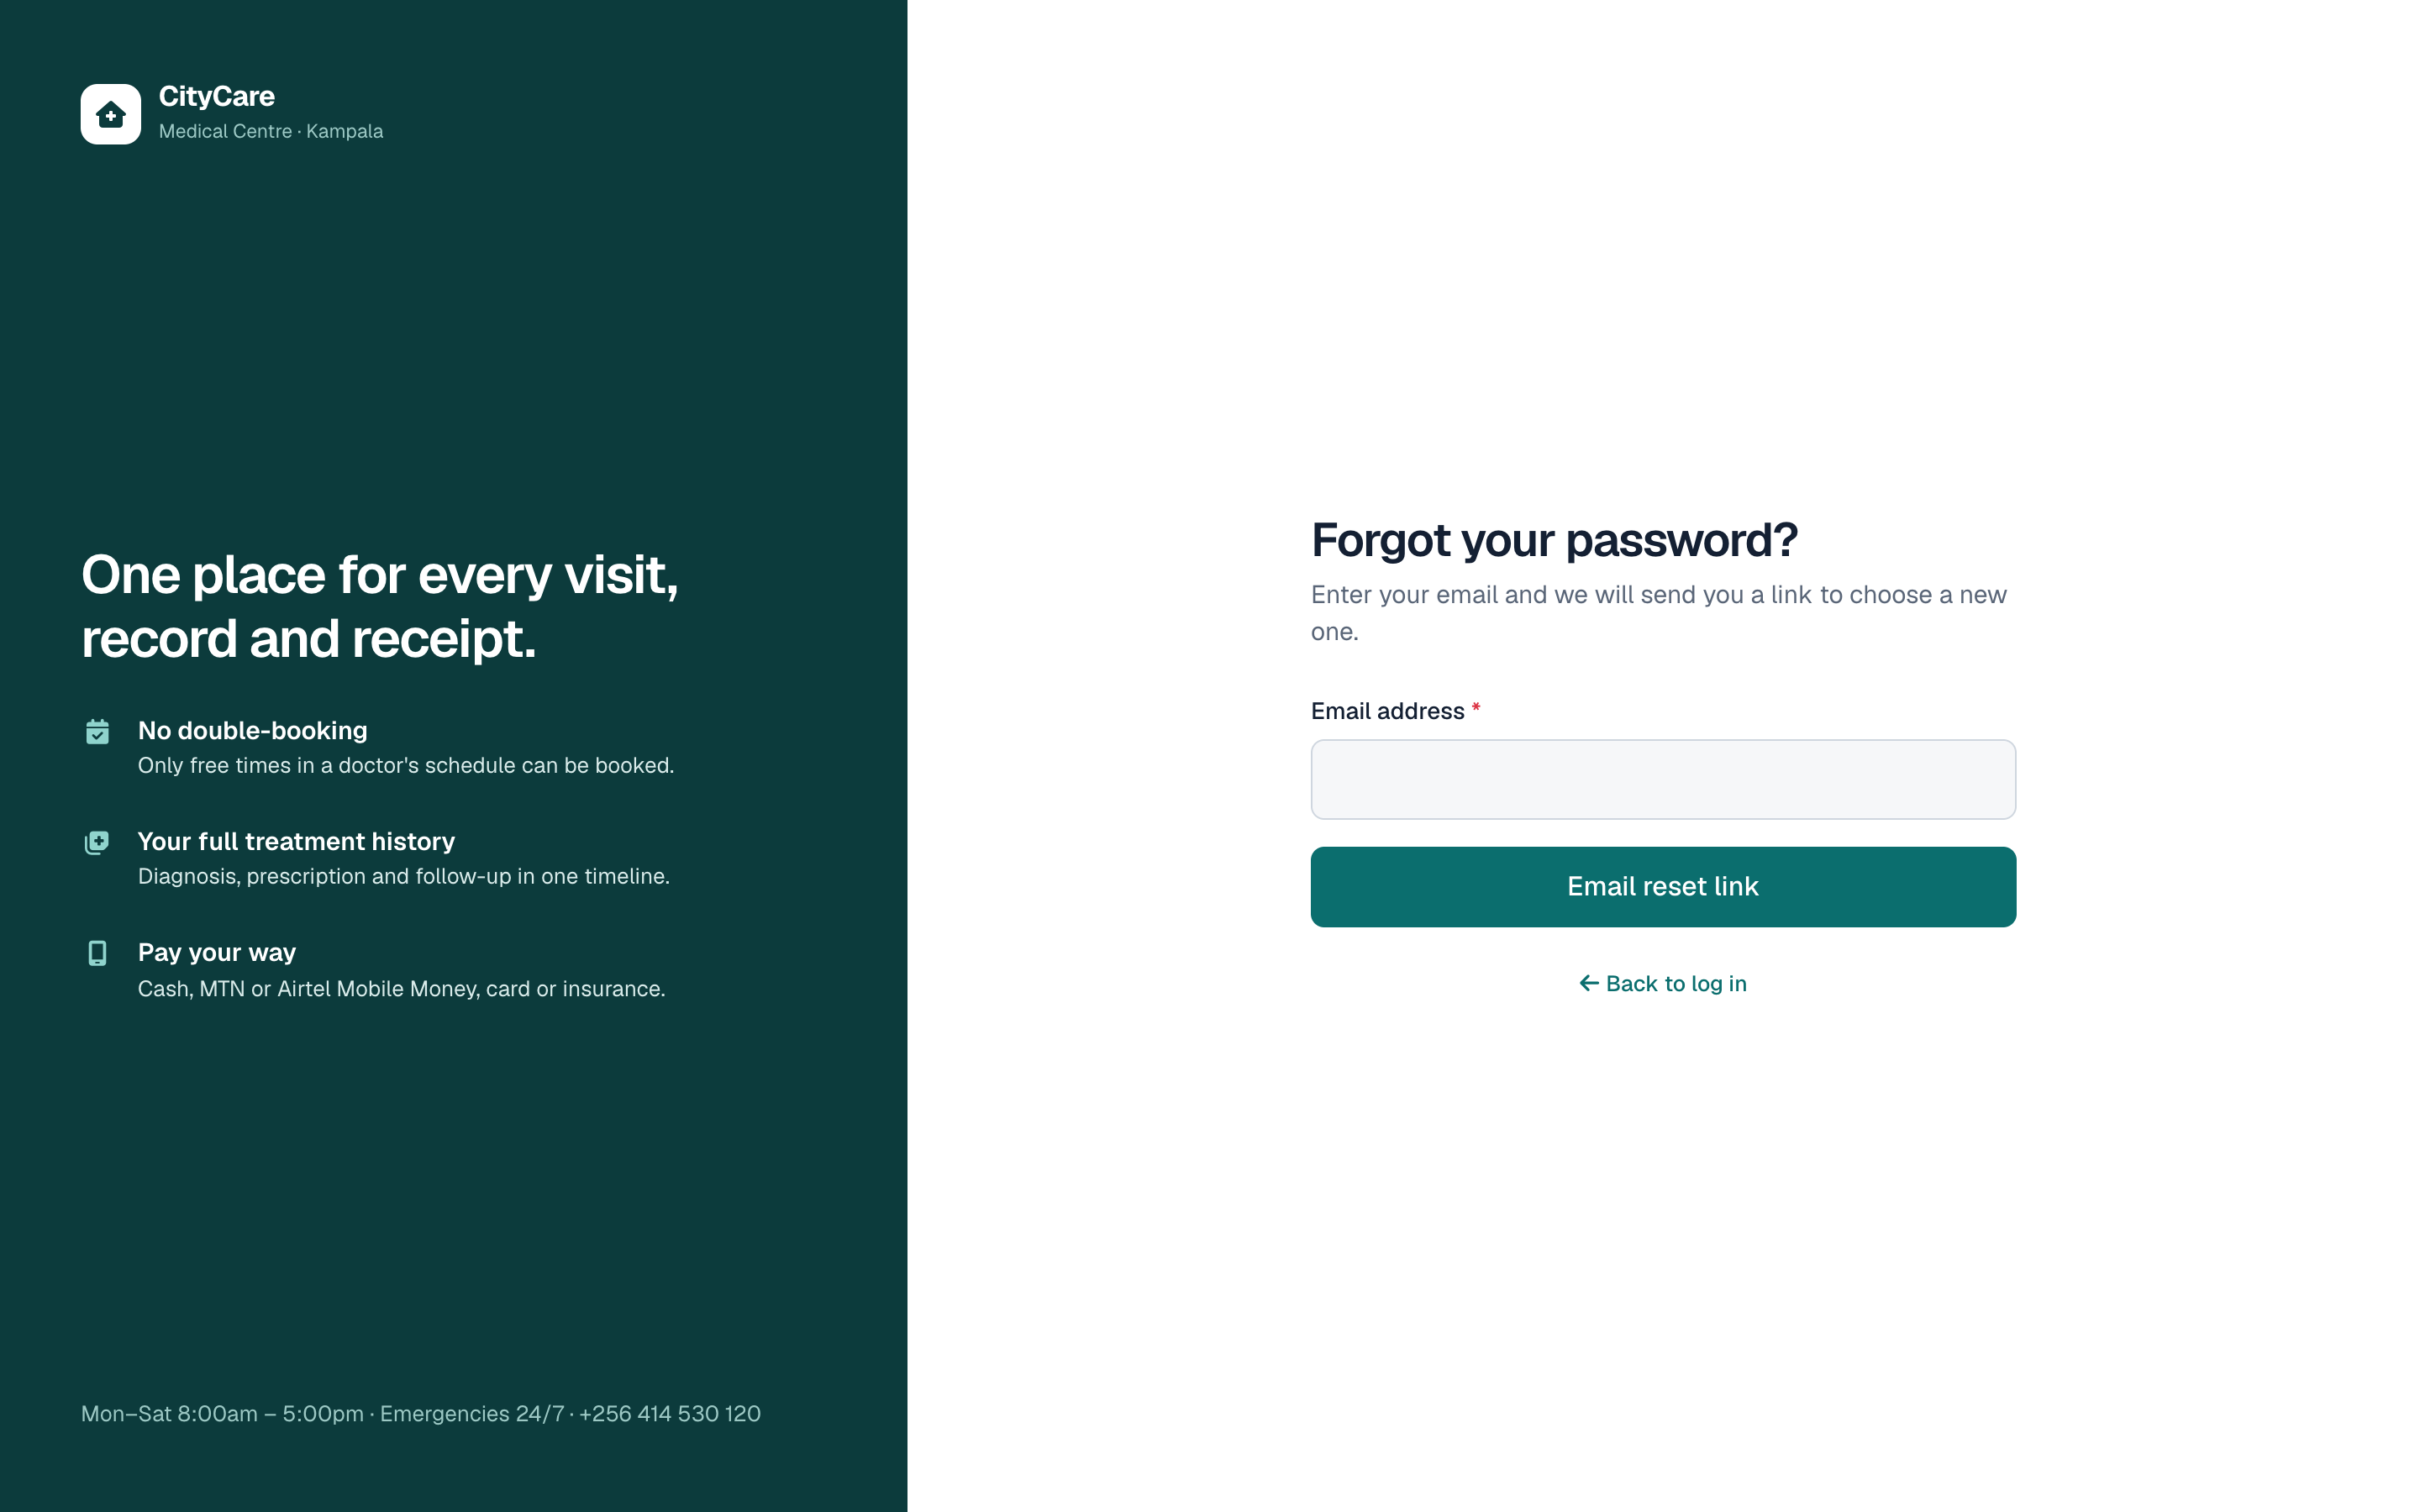 CityCare
Medical Centre · Kampala
One place for every visit,
record and receipt.
No double-booking
Only free times in a doctor's schedule can be booked.
Your full treatment history
Diagnosis, prescription and follow-up in one timeline.
Pay your way
Cash, MTN or Airtel Mobile Money, card or insurance.
Mon–Sat 8:00am – 5:00pm · Emergencies 24/7 · +256 414 530 120
Forgot your password?
Enter your email and we will send you a link to choose a new
one.
Email address *
Email reset link
← Back to log in